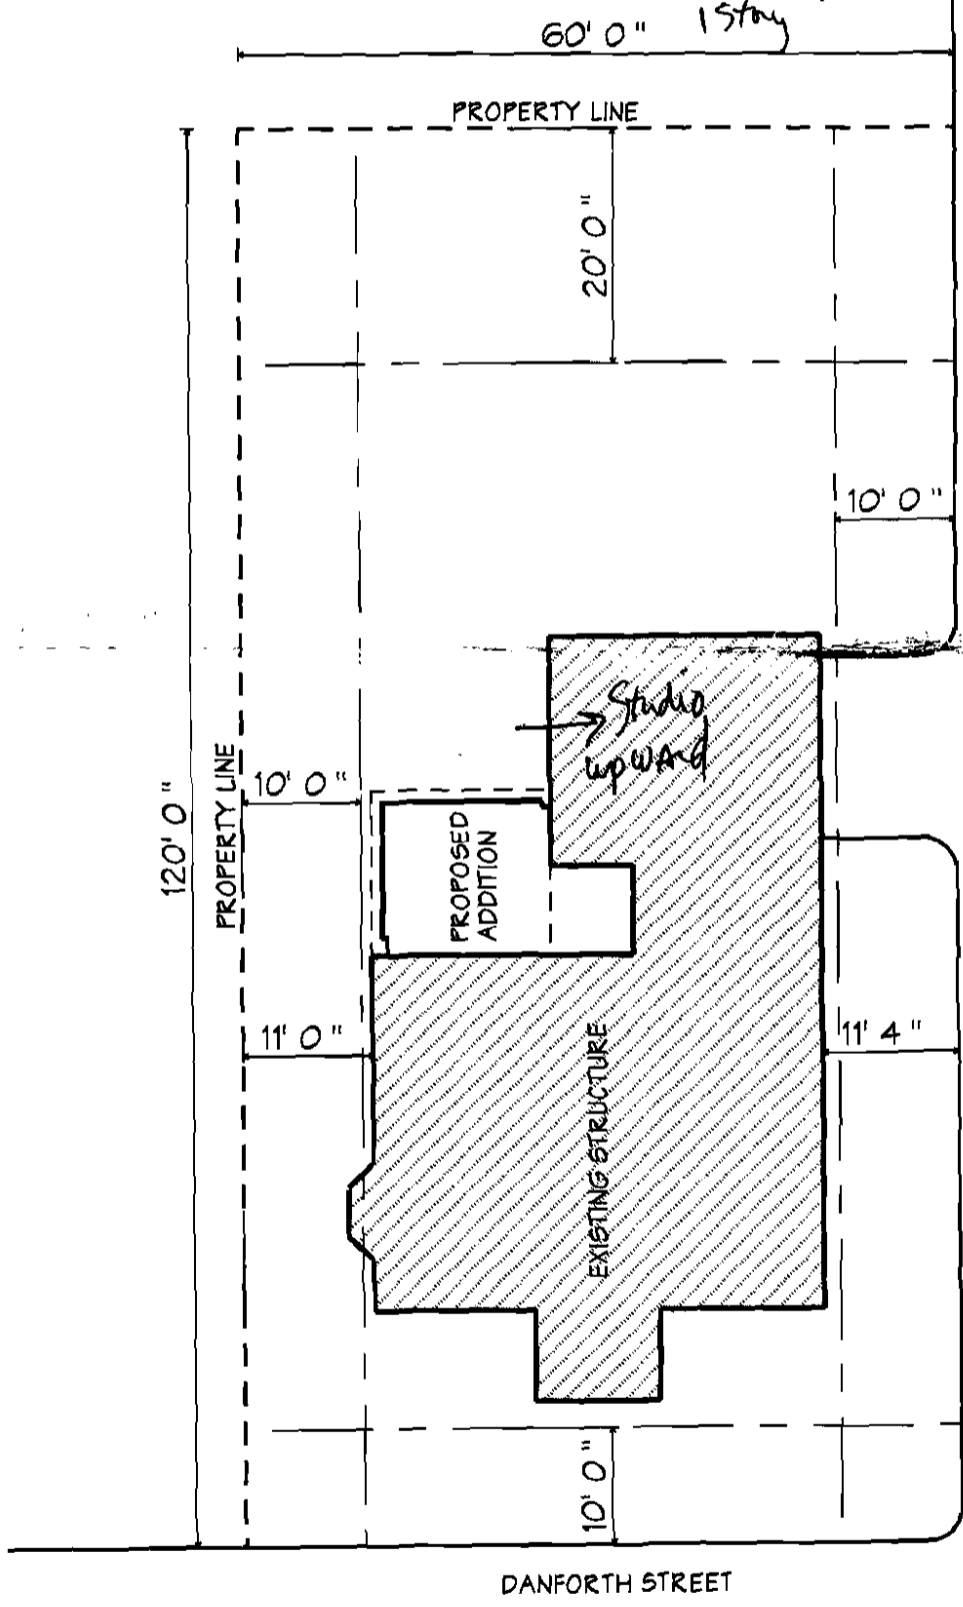 60' 0"
1 Story
PROPERTY LINE
20' 0"
10' 0"
Studio
upward
PROPERTY LINE
10' 0"
120' 0"
PROPOSED
ADDITION
11' 0"
11' 4"
EXISTING STRUCTURE
10' 0"
DANFORTH STREET